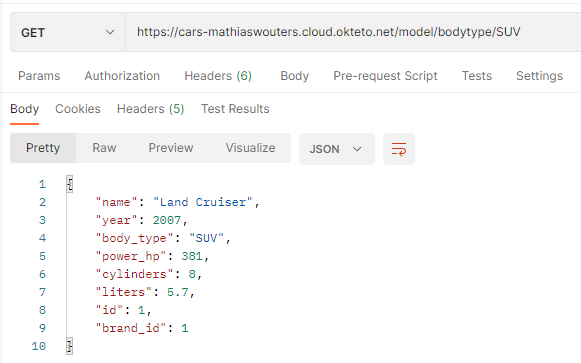 GET https://cars-mathiaswouters.cloud.okteto.net/model/bodytype/SUV
Params Authorization Headers (6) Body Pre-request Script Tests Settings
Body Cookies Headers (5) Test Results
Pretty Raw Preview Visualize JSON
1 {
2 "name": "Land Cruiser",
3 "year": 2007,
4 "body_type": "SUV",
5 "power_hp": 381,
6 "cylinders": 8,
7 "liters": 5.7,
8 "id": 1,
9 "brand_id": 1
10 }